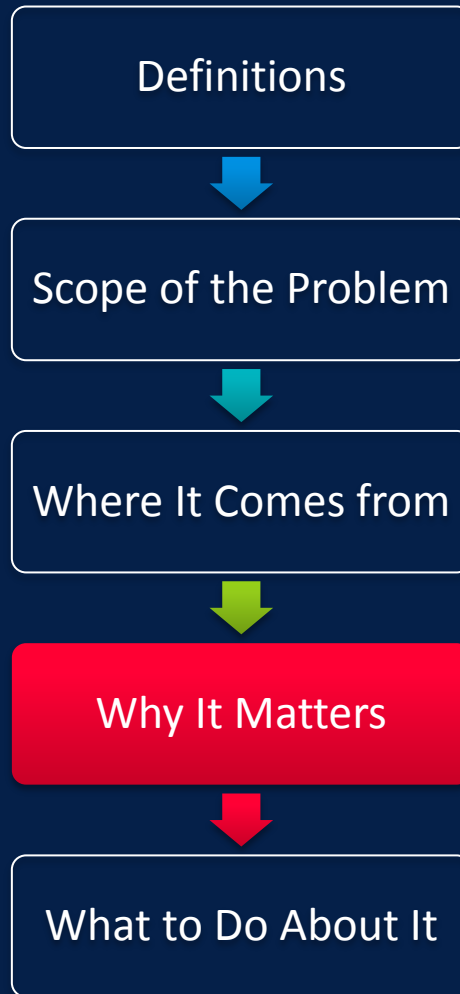 Definitions
Scope of the Problem
Where It Comes from
Why It Matters
What to Do About It